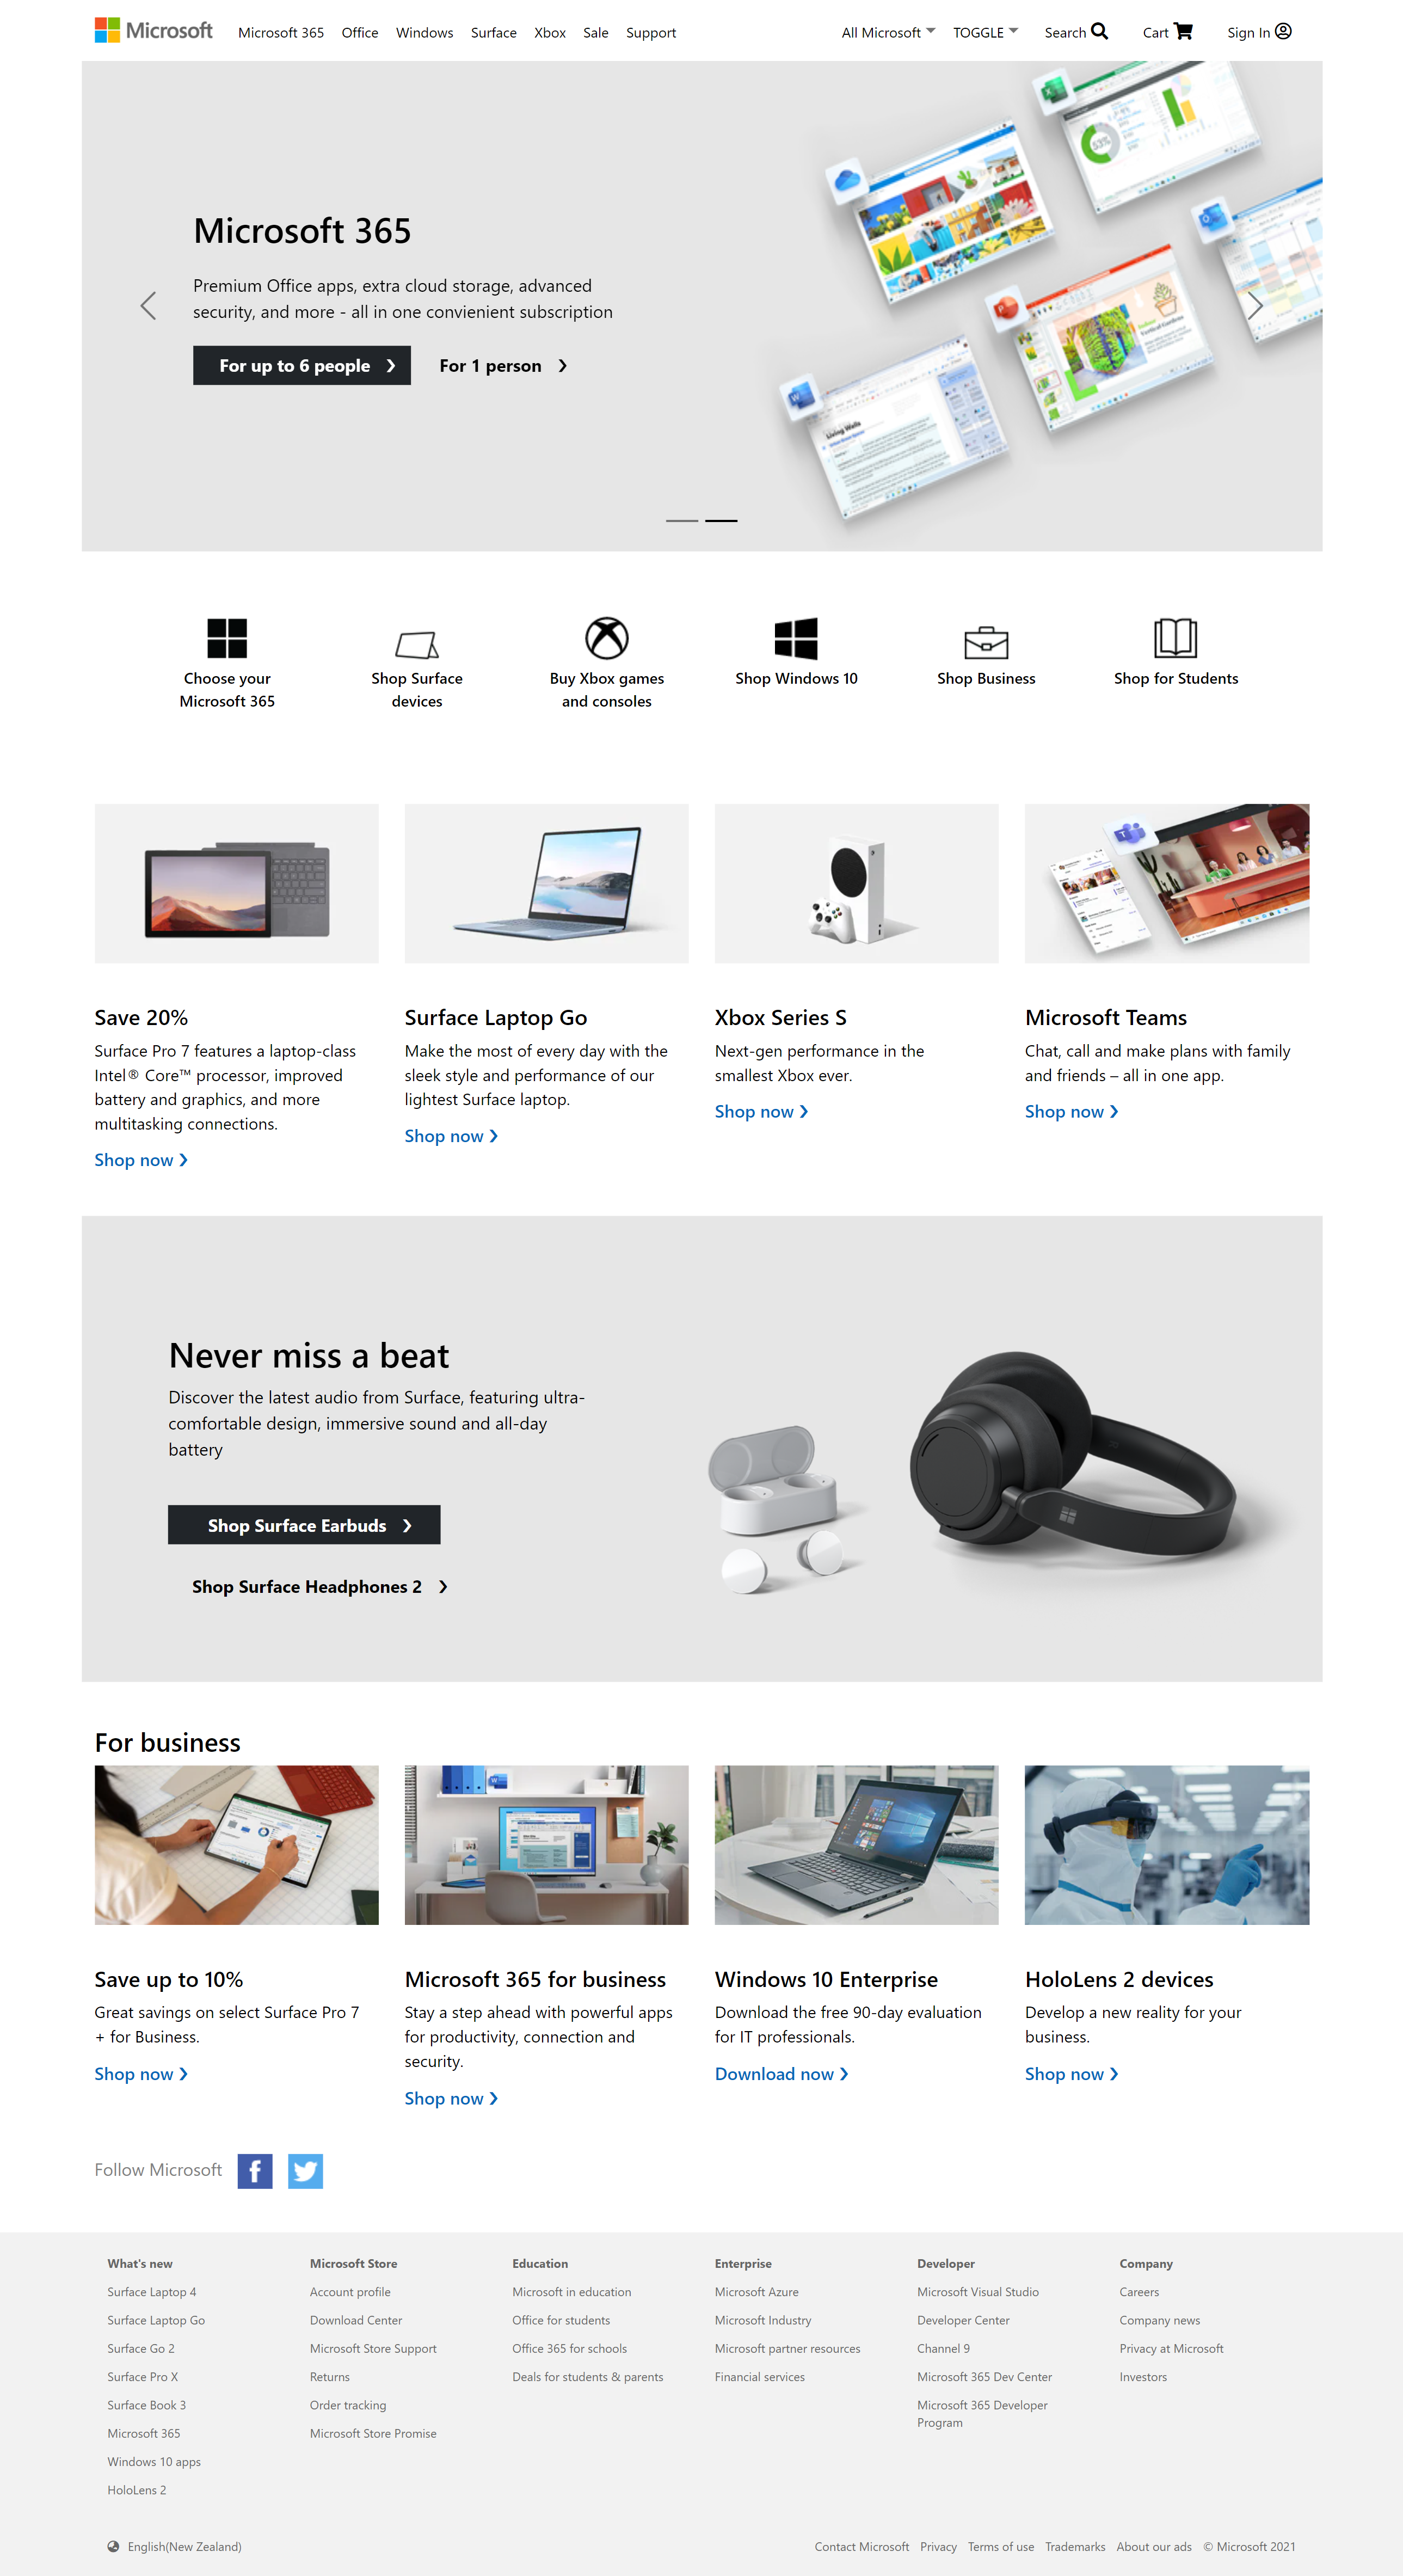 Microsoft
Microsoft 365 Office Windows Surface Xbox Sale Support
All Microsoft TOGGLE Search Cart Sign In
Microsoft 365
Premium Office apps, extra cloud storage, advanced
security, and more - all in one convienient subscription
For up to 6 people
For 1 person
53%
Living Walls
Vertical Gardens
Choose your
Microsoft 365
Shop Surface
devices
Buy Xbox games
and consoles
Shop Windows 10
Shop Business
Shop for Students
Save 20%
Surface Pro 7 features a laptop-class
Intel® Core™ processor, improved
battery and graphics, and more
multitasking connections.
Shop now
Surface Laptop Go
Make the most of every day with the
sleek style and performance of our
lightest Surface laptop.
Shop now
Xbox Series S
Next-gen performance in the
smallest Xbox ever.
Shop now
Microsoft Teams
Chat, call and make plans with family
and friends – all in one app.
Shop now
Never miss a beat
Discover the latest audio from Surface, featuring ultra-
comfortable design, immersive sound and all-day
battery
Shop Surface Earbuds
Shop Surface Headphones 2
For business
Save up to 10%
Great savings on select Surface Pro 7
+ for Business.
Shop now
Microsoft 365 for business
Stay a step ahead with powerful apps
for productivity, connection and
security.
Shop now
Windows 10 Enterprise
Download the free 90-day evaluation
for IT professionals.
Download now
HoloLens 2 devices
Develop a new reality for your
business.
Shop now
Follow Microsoft
What's new
Surface Laptop 4
Surface Laptop Go
Surface Go 2
Surface Pro X
Surface Book 3
Microsoft 365
Windows 10 apps
HoloLens 2
Microsoft Store
Account profile
Download Center
Microsoft Store Support
Returns
Order tracking
Microsoft Store Promise
Education
Microsoft in education
Office for students
Office 365 for schools
Deals for students & parents
Enterprise
Microsoft Azure
Microsoft Industry
Microsoft partner resources
Financial services
Developer
Microsoft Visual Studio
Developer Center
Channel 9
Microsoft 365 Dev Center
Microsoft 365 Developer
Program
Company
Careers
Company news
Privacy at Microsoft
Investors
English(New Zealand)
Contact Microsoft Privacy Terms of use Trademarks About our ads © Microsoft 2021